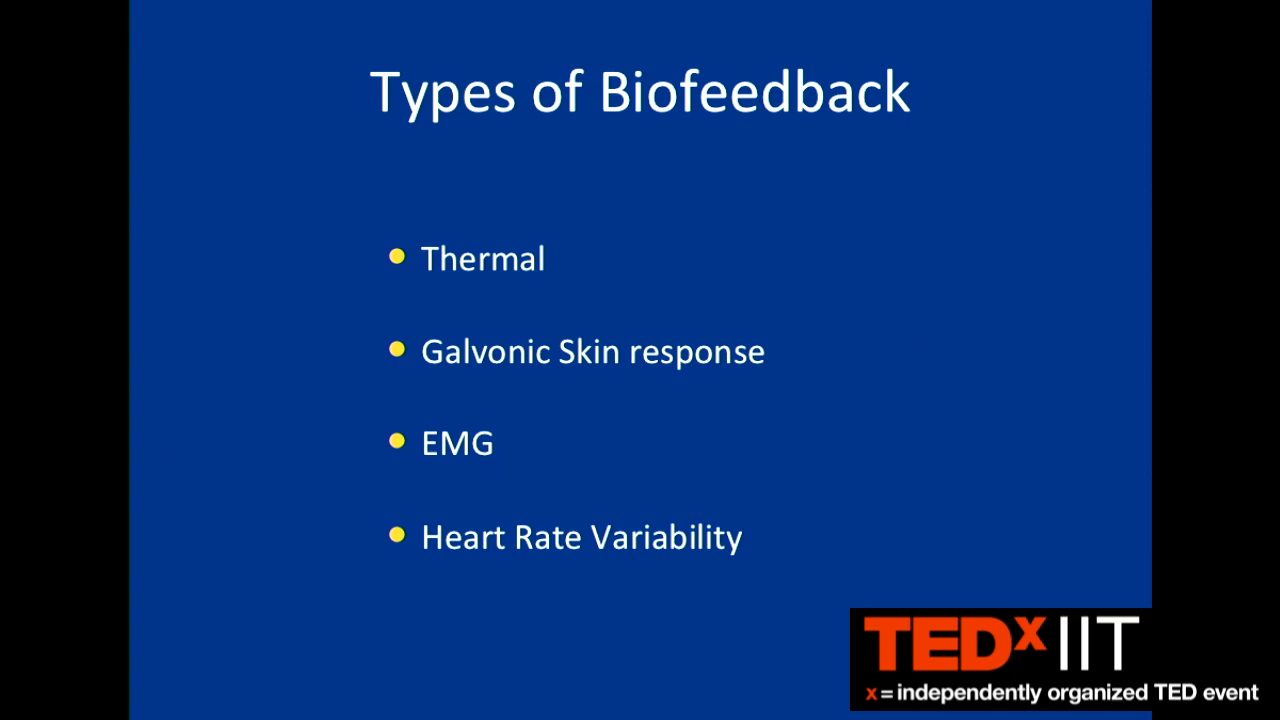 Types of Biofeedback
Thermal
Galvonic Skin response
EMG
Heart Rate Variability
TEDx IIT
x = independently organized TED event